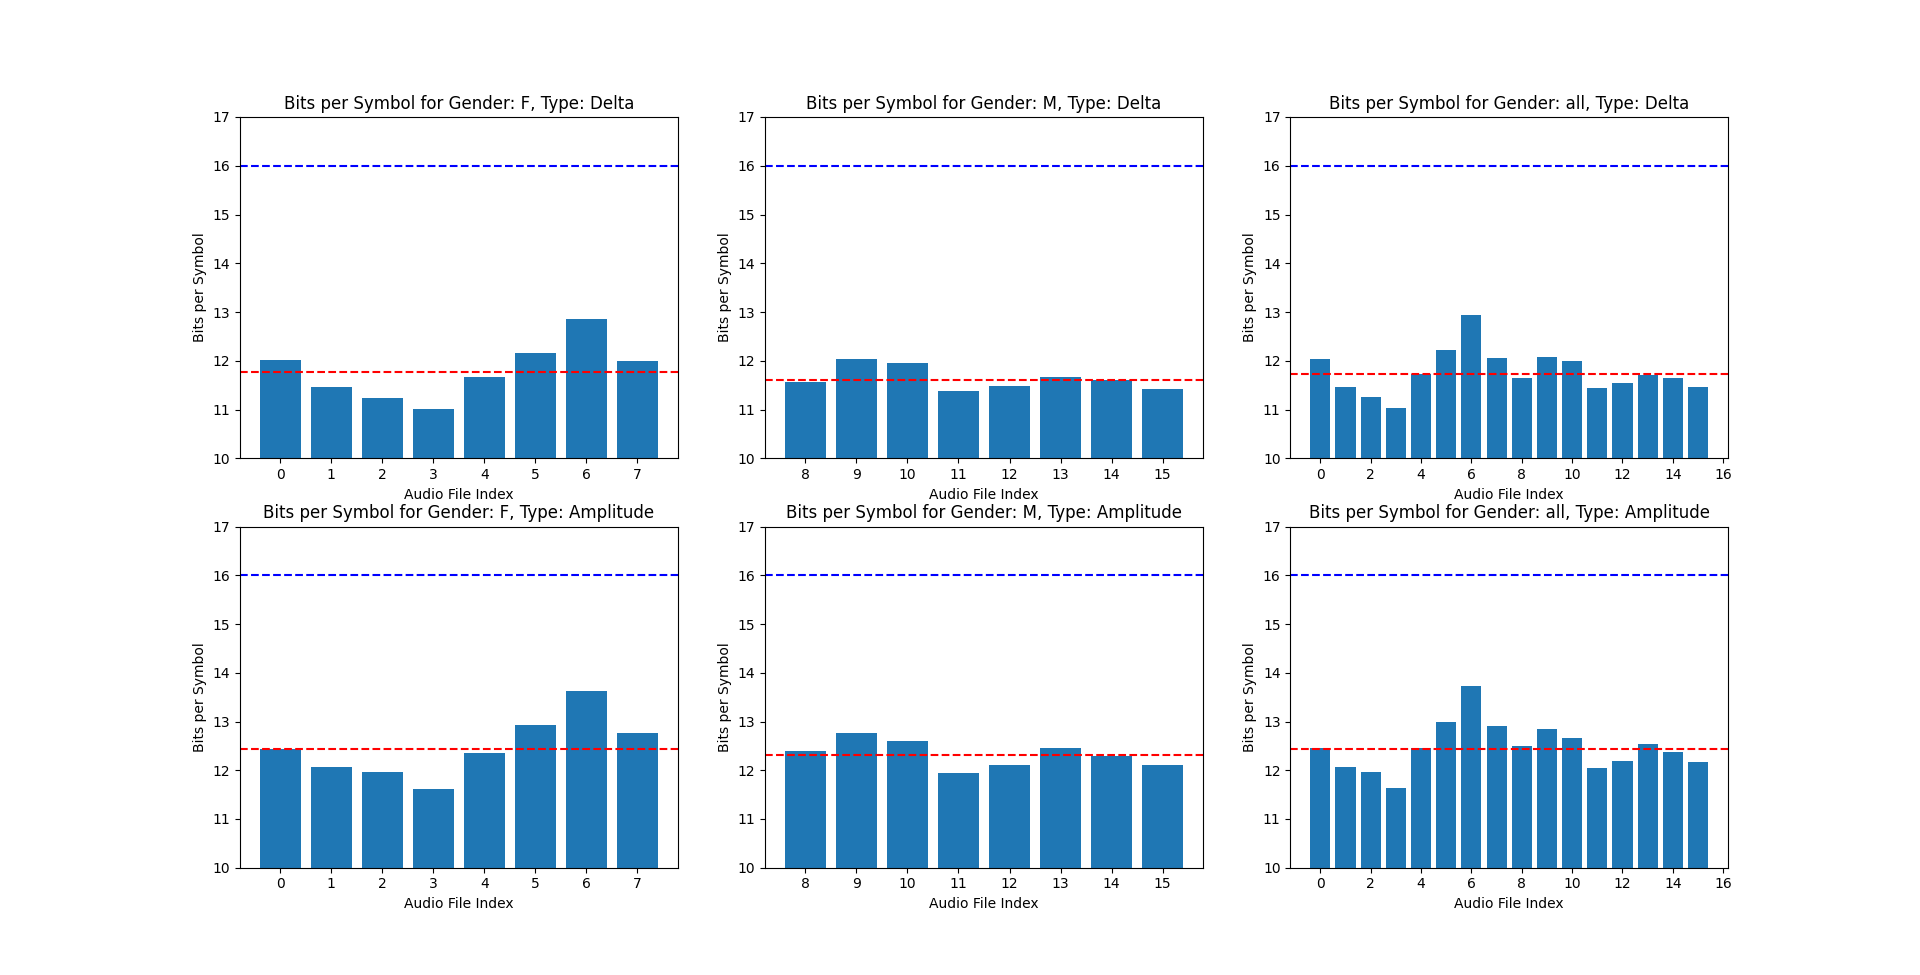 Bits per Symbol for Gender: F, Type: Delta
17
16
15
14
13
12
11
10
Bits per Symbol
0 1 2 3 4 5 6 7
Audio File Index
Bits per Symbol for Gender: M, Type: Delta
17
16
15
14
13
12
11
10
Bits per Symbol
8 9 10 11 12 13 14 15
Audio File Index
Bits per Symbol for Gender: all, Type: Delta
17
16
15
14
13
12
11
10
Bits per Symbol
0 2 4 6 8 10 12 14 16
Audio File Index
Bits per Symbol for Gender: F, Type: Amplitude
17
16
15
14
13
12
11
10
Bits per Symbol
0 1 2 3 4 5 6 7
Audio File Index
Bits per Symbol for Gender: M, Type: Amplitude
17
16
15
14
13
12
11
10
Bits per Symbol
8 9 10 11 12 13 14 15
Audio File Index
Bits per Symbol for Gender: all, Type: Amplitude
17
16
15
14
13
12
11
10
Bits per Symbol
0 2 4 6 8 10 12 14 16
Audio File Index